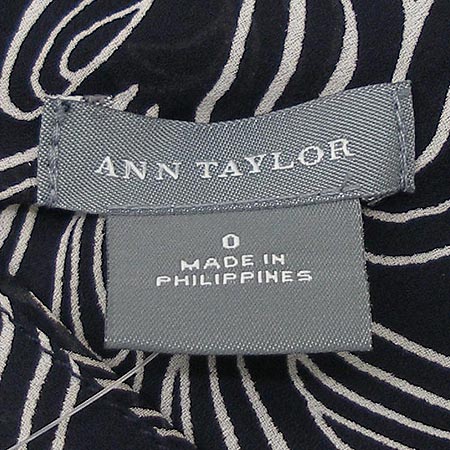 ANN TAYLOR
0
MADE IN
PHILIPPINES